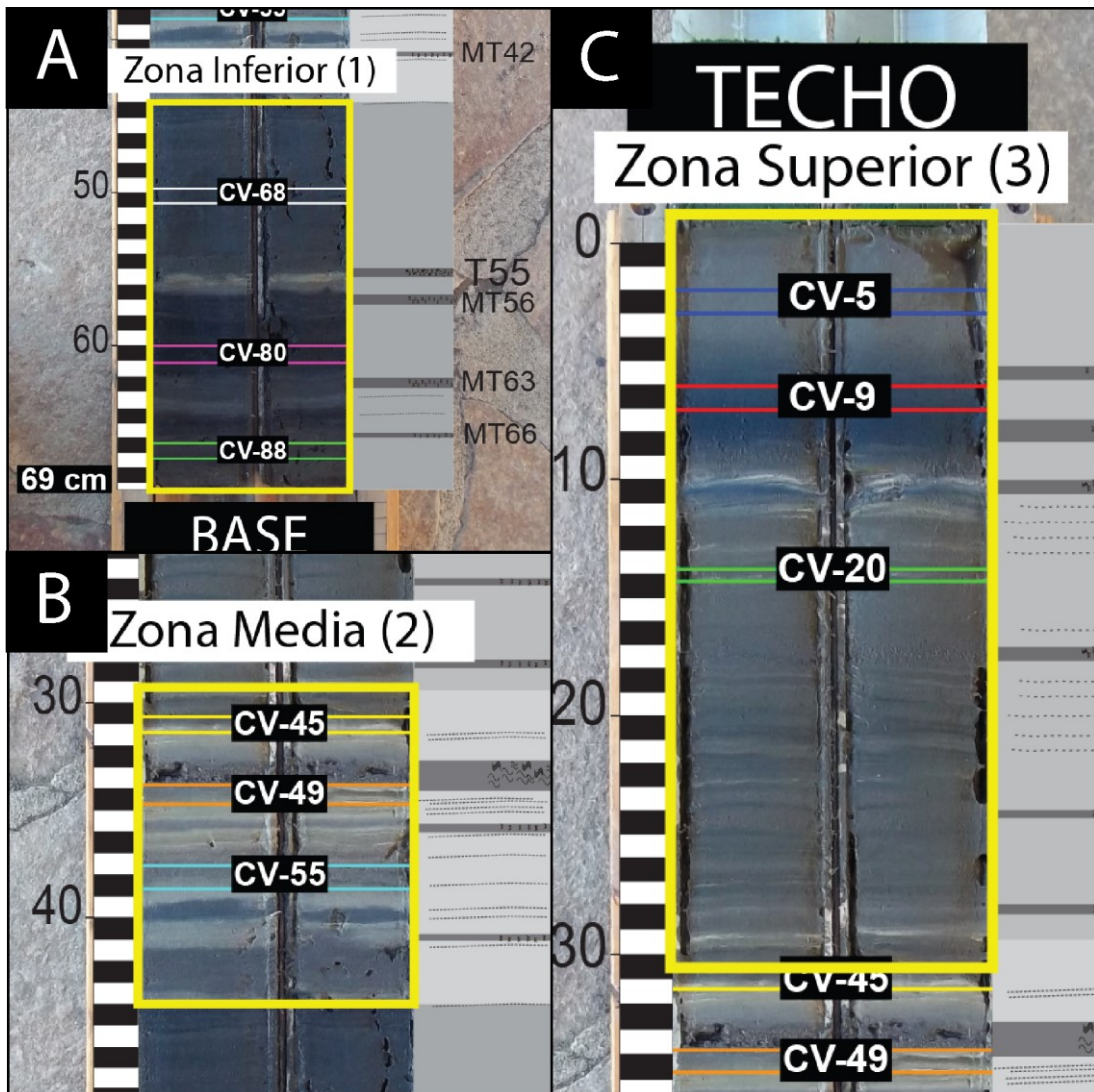 A
CV-55
MT42
Zona Inferior (1)
50
CV-68
T55
MT56
60
CV-80
MT63
MT66
CV-88
69 cm
BASE
B
Zona Media (2)
30
CV-45
CV-49
CV-55
40
C
TECHO
Zona Superior (3)
0
CV-5
CV-9
10
CV-20
20
30
CV-45
CV-49